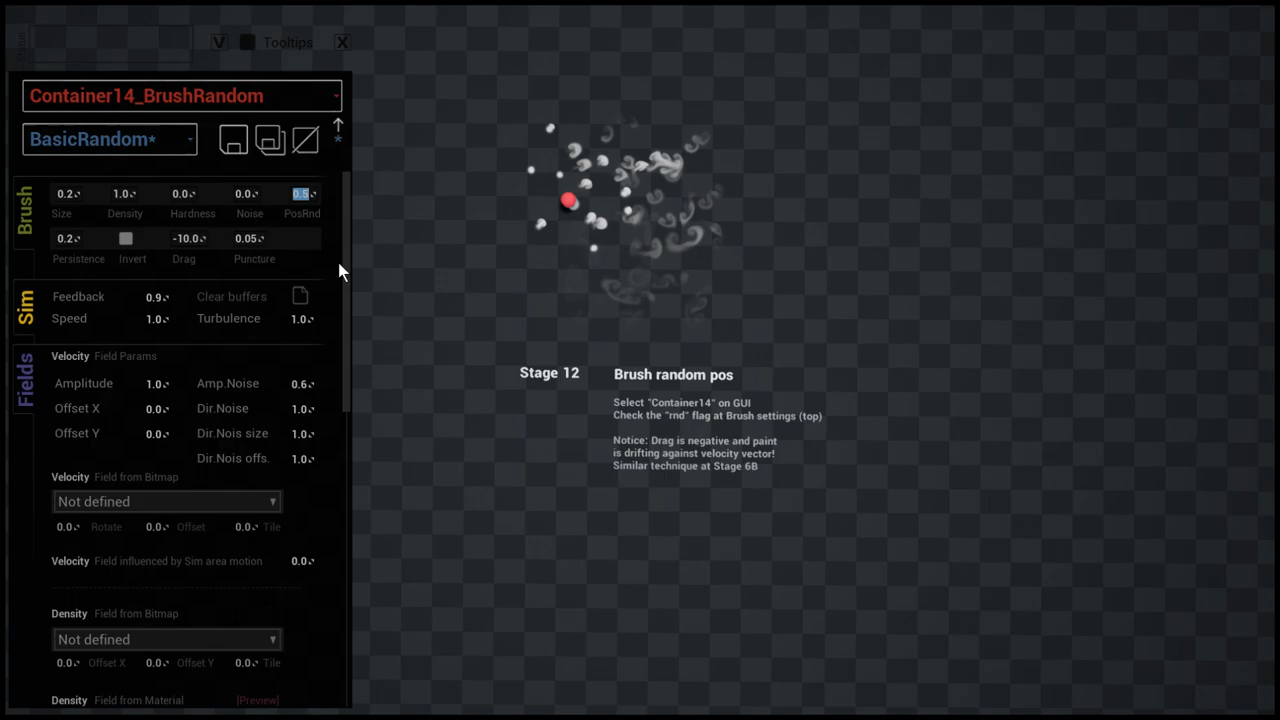 Status
V Tooltips X
Container14_BrushRandom
BasicRandom*
*
Brush
0.2 1.0 0.0 0.0 0.5
Size Density Hardness Noise PosRnd
0.2 -10.0 0.05
Persistence Invert Drag Puncture
Sim
Feedback 0.9 Clear buffers
Speed 1.0 Turbulence 1.0
Fields
Velocity Field Params
Amplitude 1.0 Amp.Noise 0.6
Offset X 0.0 Dir.Noise 1.0
Offset Y 0.0 Dir.Nois size 1.0
Dir.Nois offs. 1.0
Velocity Field from Bitmap
Not defined
0.0 Rotate 0.0 Offset 0.0 Tile
Velocity Field influenced by Sim area motion 0.0
Density Field from Bitmap
Not defined
0.0 Offset X 0.0 Offset Y 0.0 Tile
Density Field from Material [Preview]
Stage 12 Brush random pos
Select "Container14" on GUI
Check the "rnd" flag at Brush settings (top)
Notice: Drag is negative and paint
is drifting against velocity vector!
Similar technique at Stage 6B